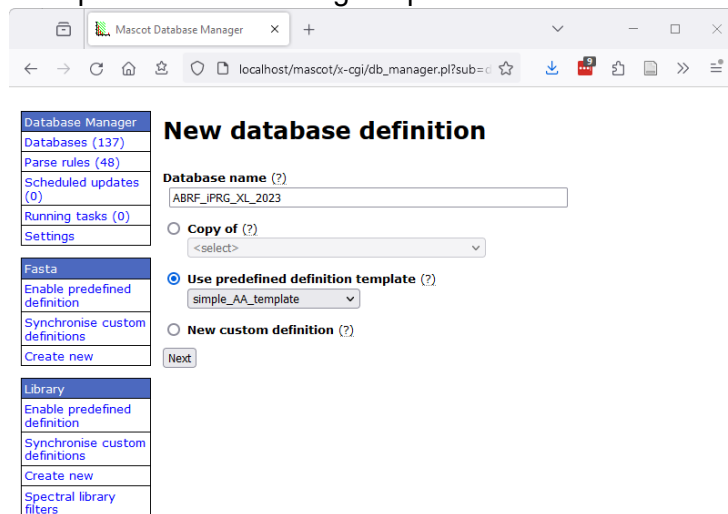 Mascot Database Manager
9
localhost/mascot/x-cgi/db_manager.pl?sub=
Database Manager
Databases (137)
Parse rules (48)
Scheduled updates
(0)
Running tasks (0)
Settings
Fasta
Enable predefined
definition
Synchronise custom
definitions
Create new
Library
Enable predefined
definition
Synchronise custom
definitions
Create new
Spectral library
filters
New database definition
Database name (?)
ABRF_iPRG_XL_2023
Copy of (?)
<select>
Use predefined definition template (?)
simple_AA_template
New custom definition (?)
Next